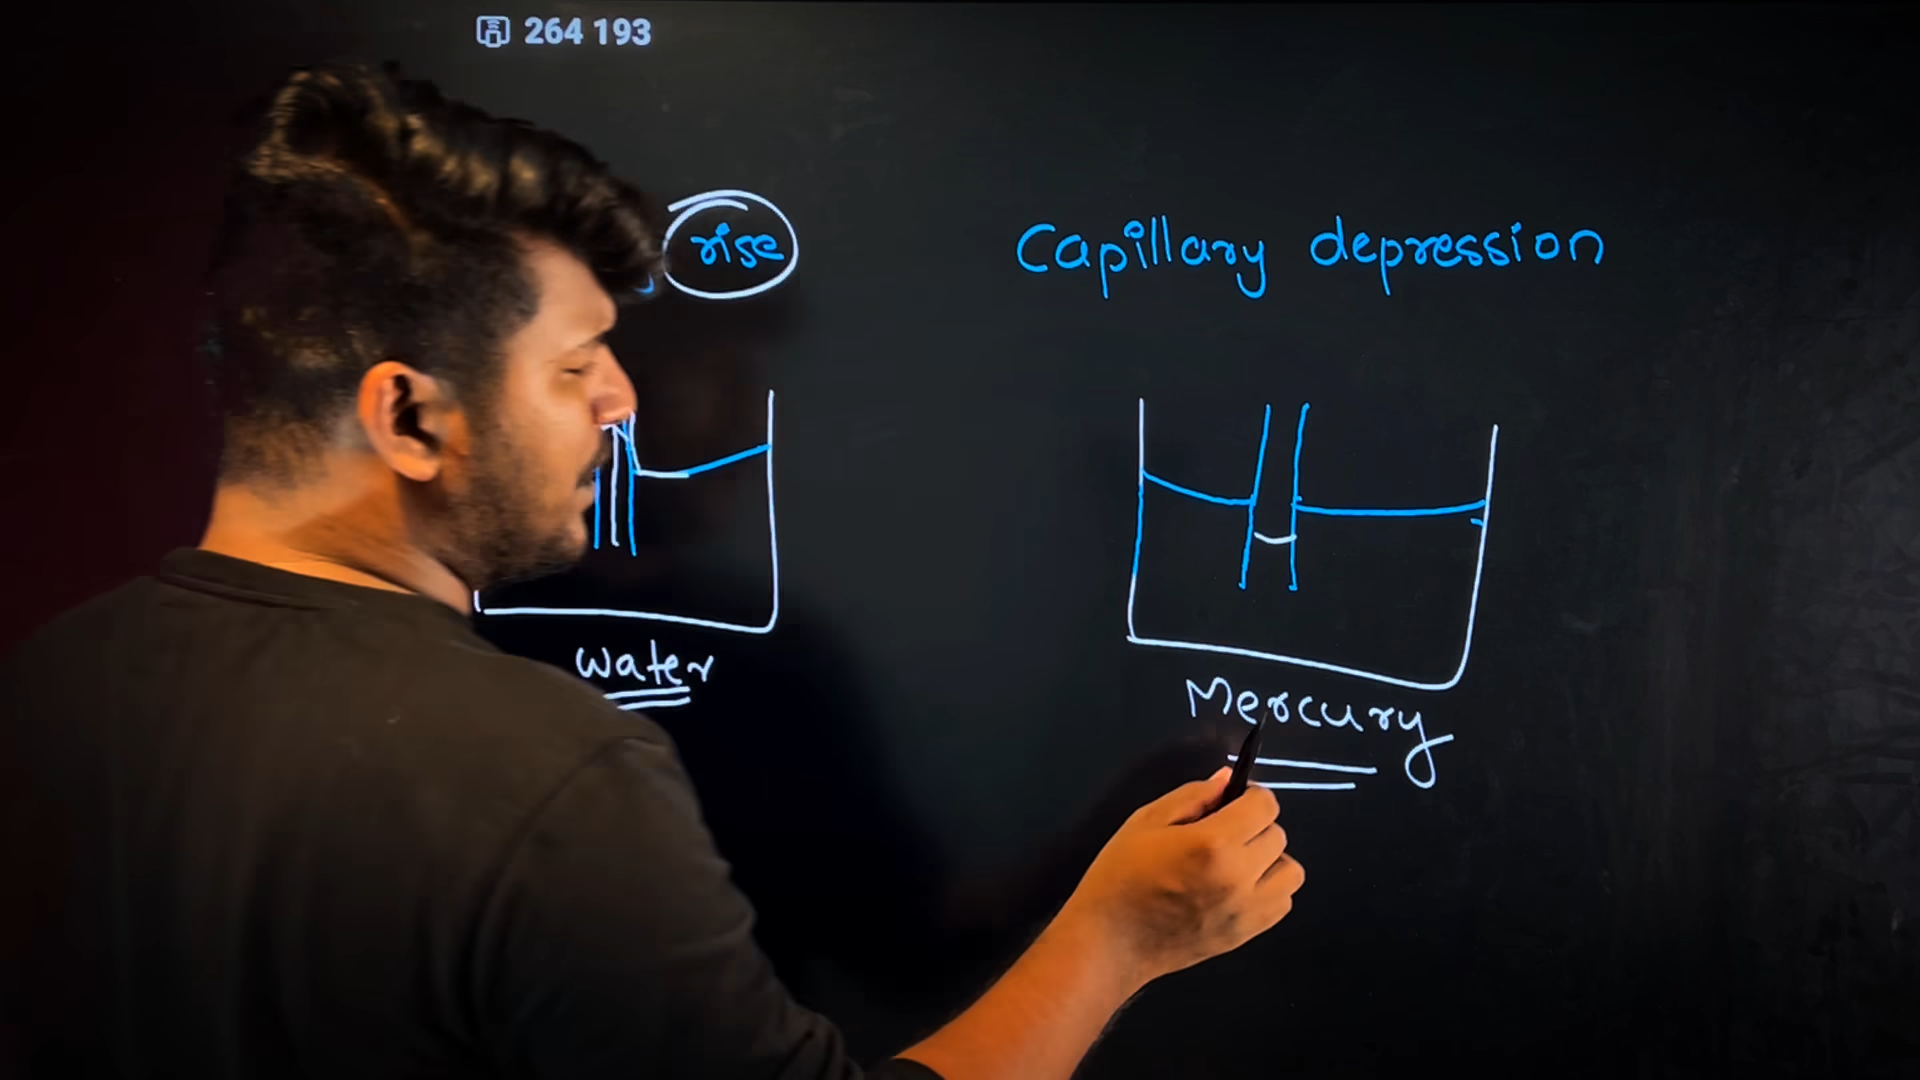 264 193
rise
Capillary depression
water
Mercury